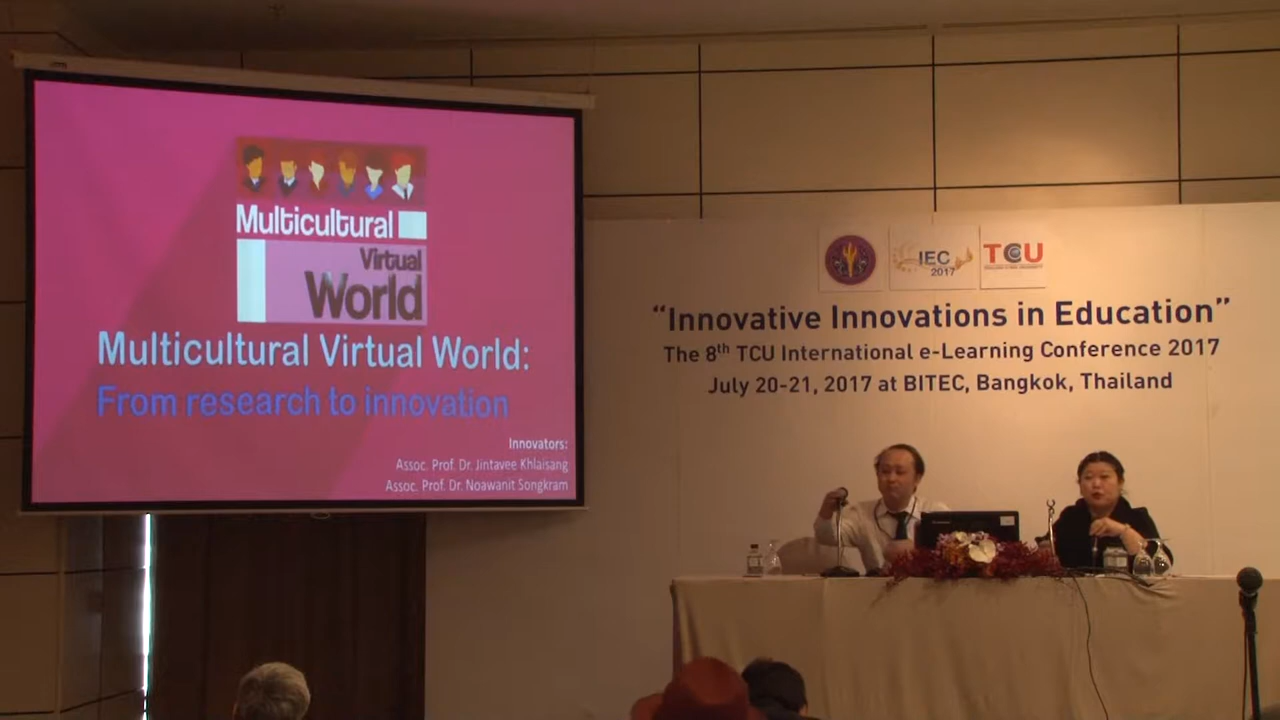 Multicultural
Virtual
World
Multicultural Virtual World:
From research to innovation
Innovators:
Assoc. Prof. Dr. Jintavee Khlaisang
Assoc. Prof. Dr. Noawanit Songkram
IEC
2017
TCU
“Innovative Innovations in Education”
The 8th TCU International e-Learning Conference 2017
July 20-21, 2017 at BITEC, Bangkok, Thailand